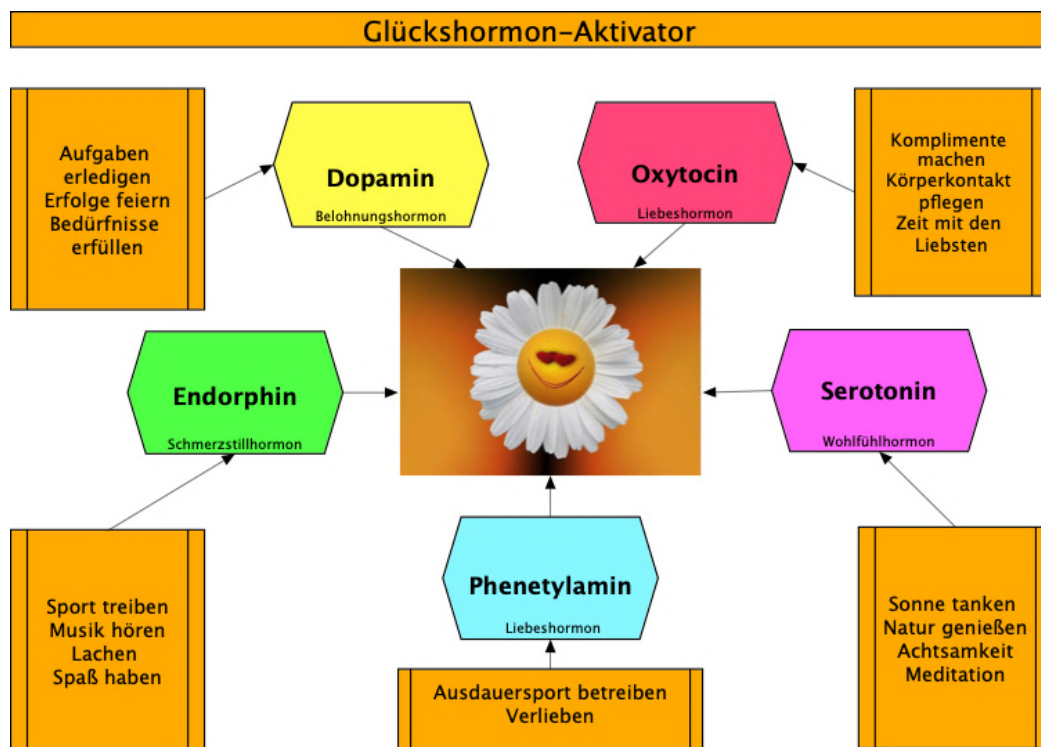 Glückshormon-Aktivator
Aufgaben
erledigen
Erfolge feiern
Bedürfnisse
erfüllen
Dopamin
Belohnungshormon
Oxytocin
Liebeshormon
Komplimente
machen
Körperkontakt
pflegen
Zeit mit den
Liebsten
Endorphin
Schmerzstillhormon
Serotonin
Wohlfühlhormon
Sport treiben
Musik hören
Lachen
Spaß haben
Phenetylamin
Liebeshormon
Ausdauersport betreiben
Verlieben
Sonne tanken
Natur genießen
Achtsamkeit
Meditation